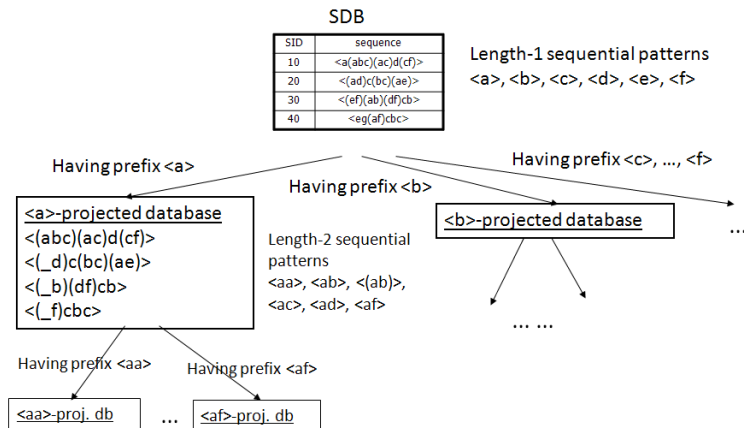 SDB
SID sequence
10 <a(abc)(ac)d(cf)>
20 <(ad)c(bc)(ae)>
30 <(ef)(ab)(df)cb>
40 <eg(af)cbc>
Length-1 sequential patterns
<a>, <b>, <c>, <d>, <e>, <f>
Having prefix <a>
Having prefix <b>
Having prefix <c>, ..., <f>
<a>-projected database
<(abc)(ac)d(cf)>
<(_d)c(bc)(ae)>
<(_b)(df)cb>
<(_f)cbc>
Length-2 sequential
patterns
<aa>, <ab>, <(ab)>,
<ac>, <ad>, <af>
<b>-projected database
...
... ...
Having prefix <aa>
Having prefix <af>
<aa>-proj. db
...
<af>-proj. db